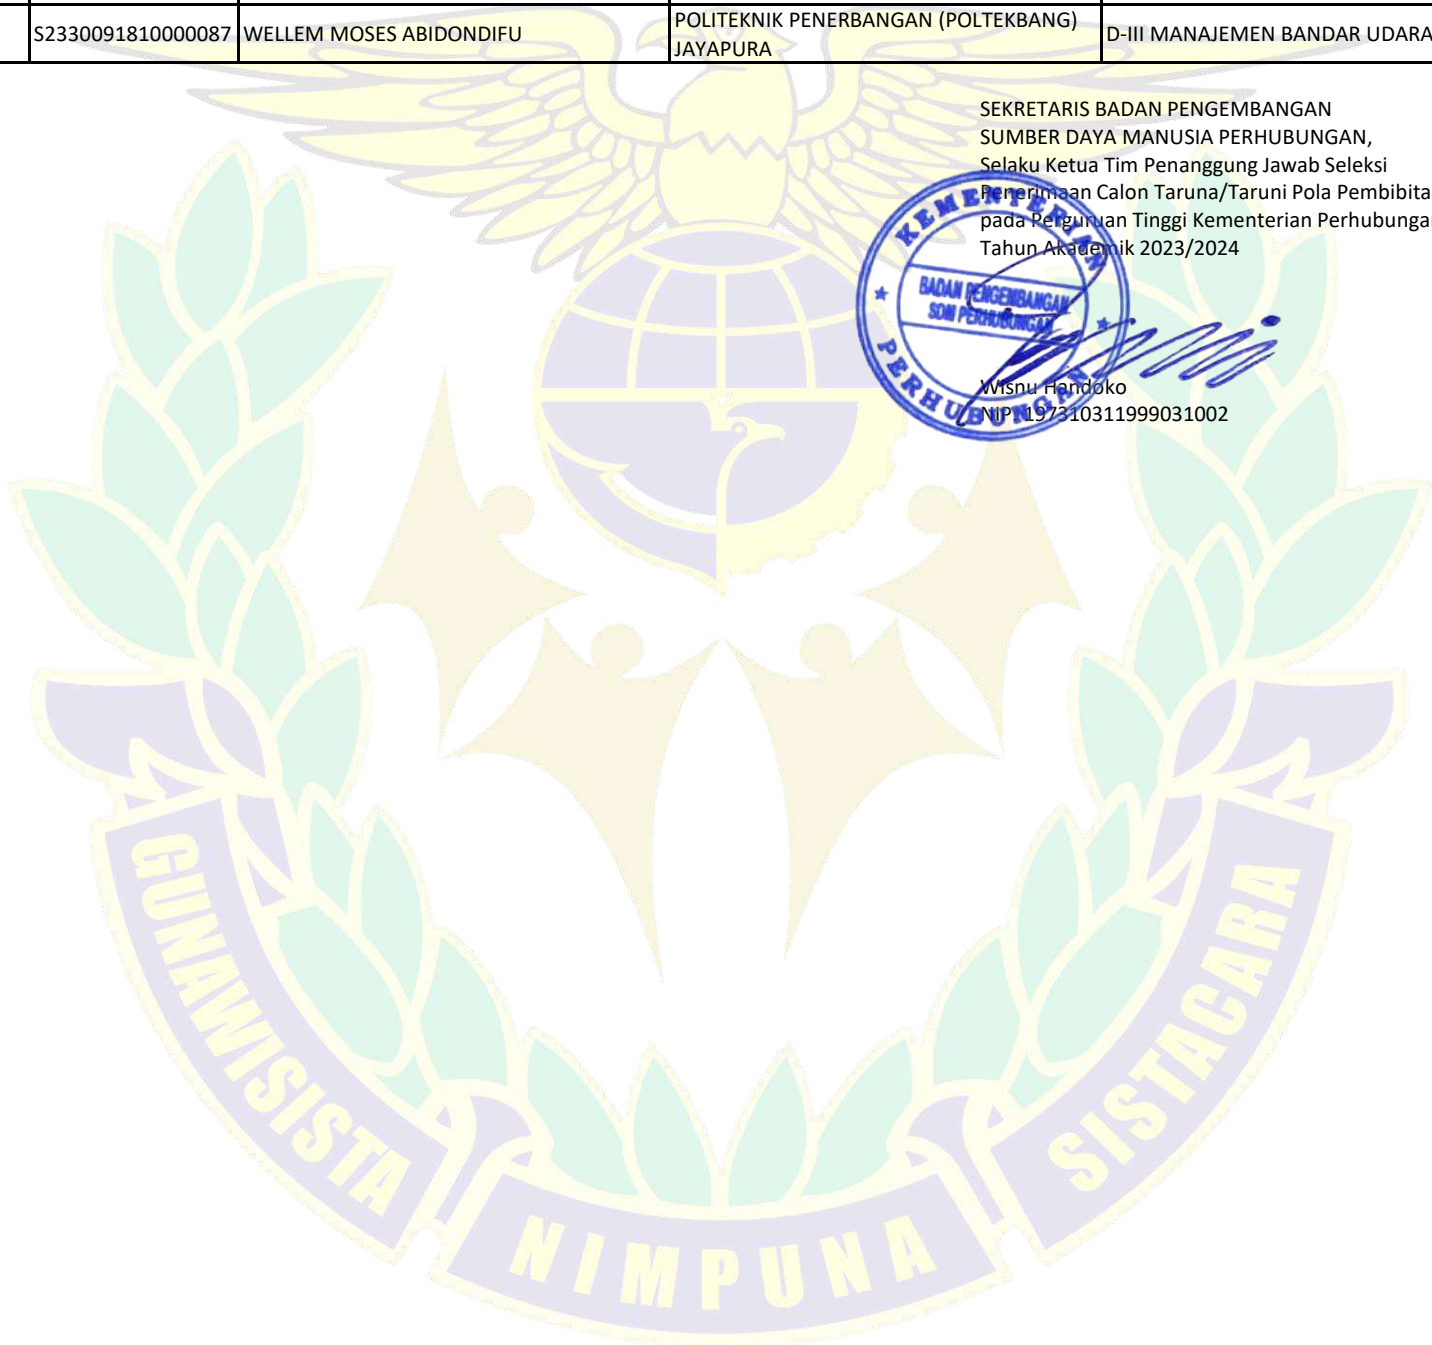 S2330091810000087 WELLEM MOSES ABIDONDIFU POLITEKNIK PENERBANGAN (POLTEKBANG) D-III MANAJEMEN BANDAR UDARA
JAYAPURA
SEKRETARIS BADAN PENGEMBANGAN
SUMBER DAYA MANUSIA PERHUBUNGAN,
Selaku Ketua Tim Penanggung Jawab Seleksi
Penerimaan Calon Taruna/Taruni Pola Pembibita
pada Perguruan Tinggi Kementerian Perhubungan
Tahun Akademik 2023/2024
KEMENTERIAN
BADAN PENGEMBANGAN
SDM PERHUBUNGAN
PERHUBUNGAN
Wisnu Handoko
NIP. 197310311999031002
GUNAWISISTA
NIMPUNA
SISTACARA